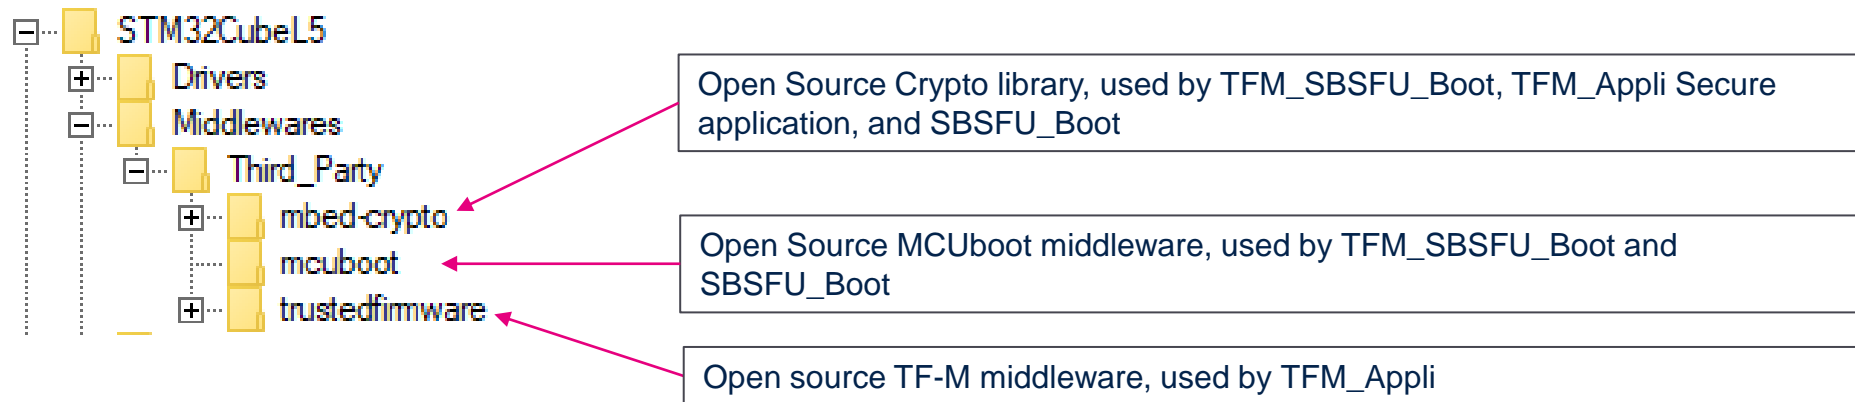 STM32CubeL5
Drivers
Middlewares
Third_Party
mbed-crypto
mcuboot
trustedfirmware
Open Source Crypto library, used by TFM_SBSFU_Boot, TFM_Appli Secure
application, and SBSFU_Boot
Open Source MCUboot middleware, used by TFM_SBSFU_Boot and
SBSFU_Boot
Open source TF-M middleware, used by TFM_Appli